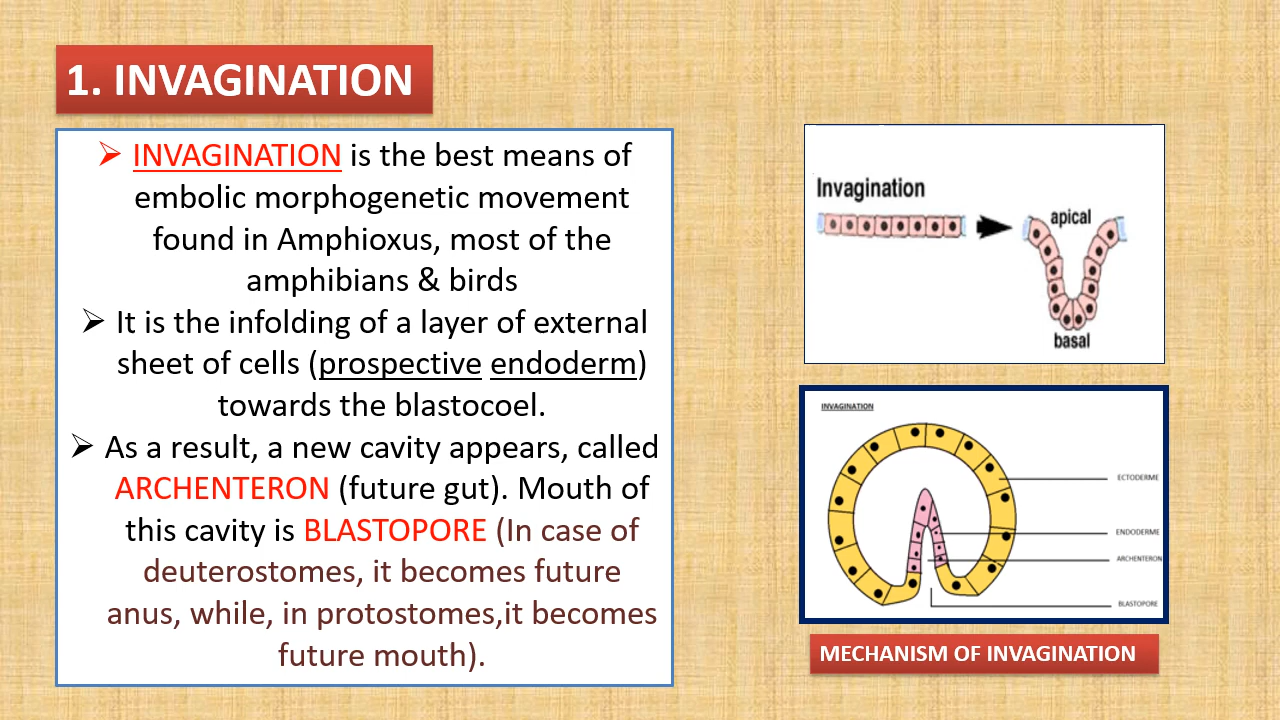 1. INVAGINATION
➢ INVAGINATION is the best means of
embolic morphogenetic movement
found in Amphioxus, most of the
amphibians & birds
➢ It is the infolding of a layer of external
sheet of cells (prospective endoderm)
towards the blastocoel.
➢ As a result, a new cavity appears, called
ARCHENTERON (future gut). Mouth of
this cavity is BLASTOPORE (In case of
deuterostomes, it becomes future
anus, while, in protostomes,it becomes
future mouth).
Invagination
apical
basal
INVAGINATION
ECTODERME
ENDODERME
ARCHENTERON
BLASTOPORE
MECHANISM OF INVAGINATION